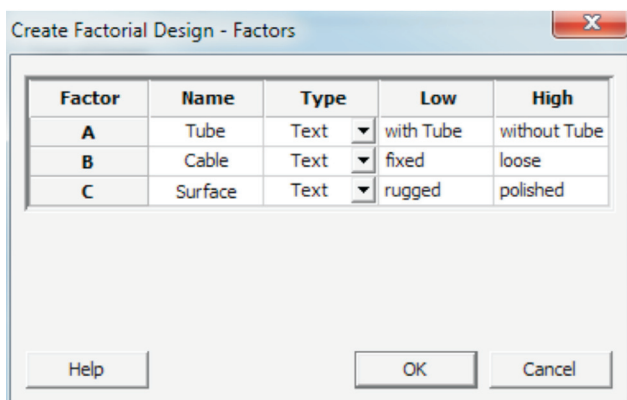 Create Factorial Design - Factors
Factor Name Type Low High
A Tube Text with Tube without Tube
B Cable Text fixed loose
C Surface Text rugged polished
Help OK Cancel